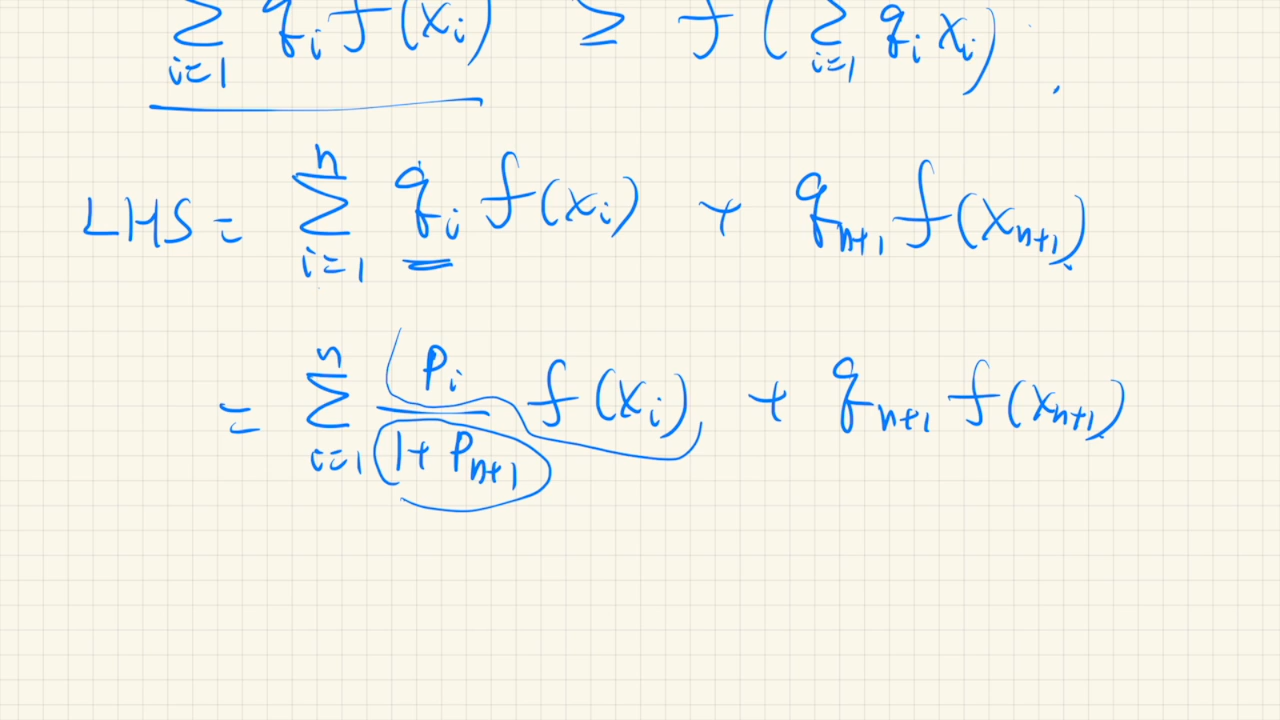 ∑_{i=1} q_i f(x_i) ≥ f(∑_{i=1} q_i x_i).
LHS = ∑_{i=1}^{n} q_i f(x_i) + q_{n+1} f(x_{n+1})
= ∑_{i=1}^{n} \frac{p_i}{1+p_{n+1}} f(x_i) + q_{n+1} f(x_{n+1})